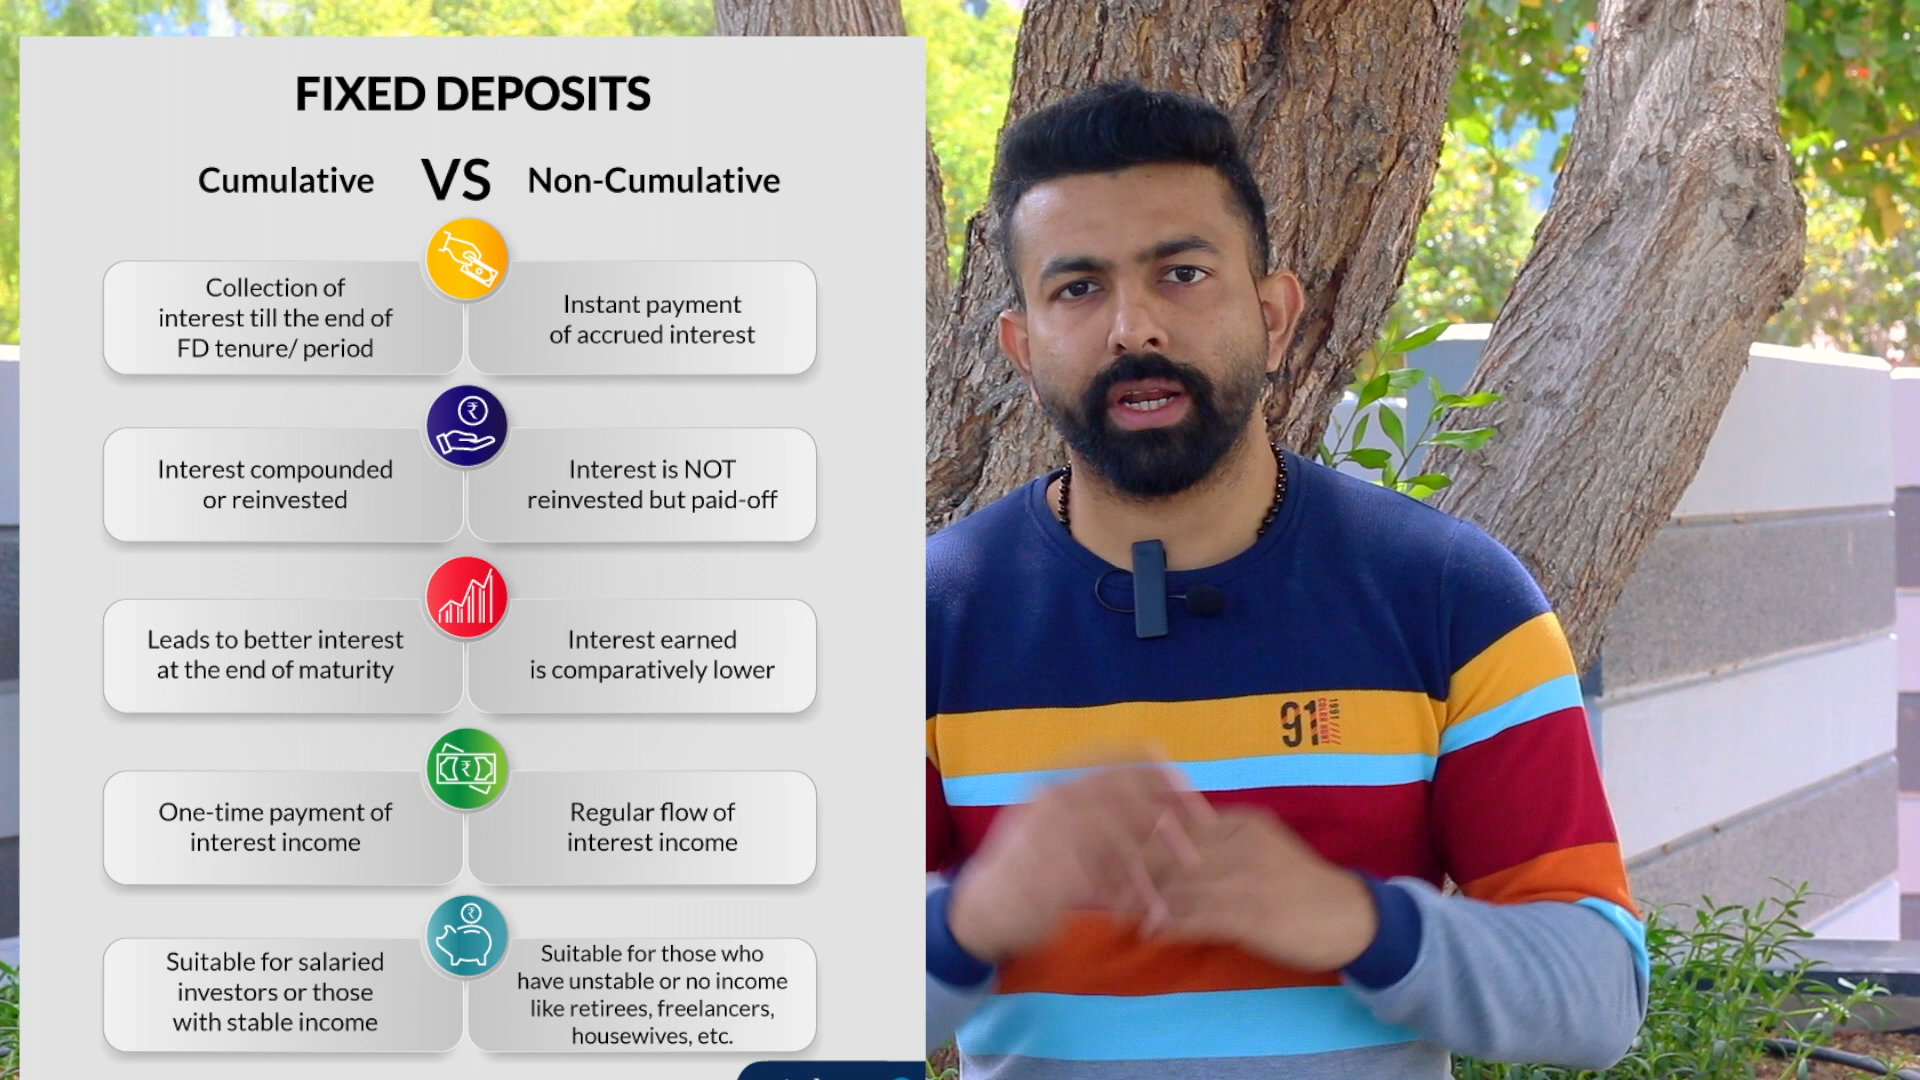 FIXED DEPOSITS
Cumulative VS Non-Cumulative
Collection of
interest till the end of
FD tenure/ period
Instant payment
of accrued interest
Interest compounded
or reinvested
Interest is NOT
reinvested but paid-off
Leads to better interest
at the end of maturity
Interest earned
is comparatively lower
One-time payment of
interest income
Regular flow of
interest income
Suitable for salaried
investors or those
with stable income
Suitable for those who
have unstable or no income
like retirees, freelancers,
housewives, etc.
91
1991
COLOR HUNT